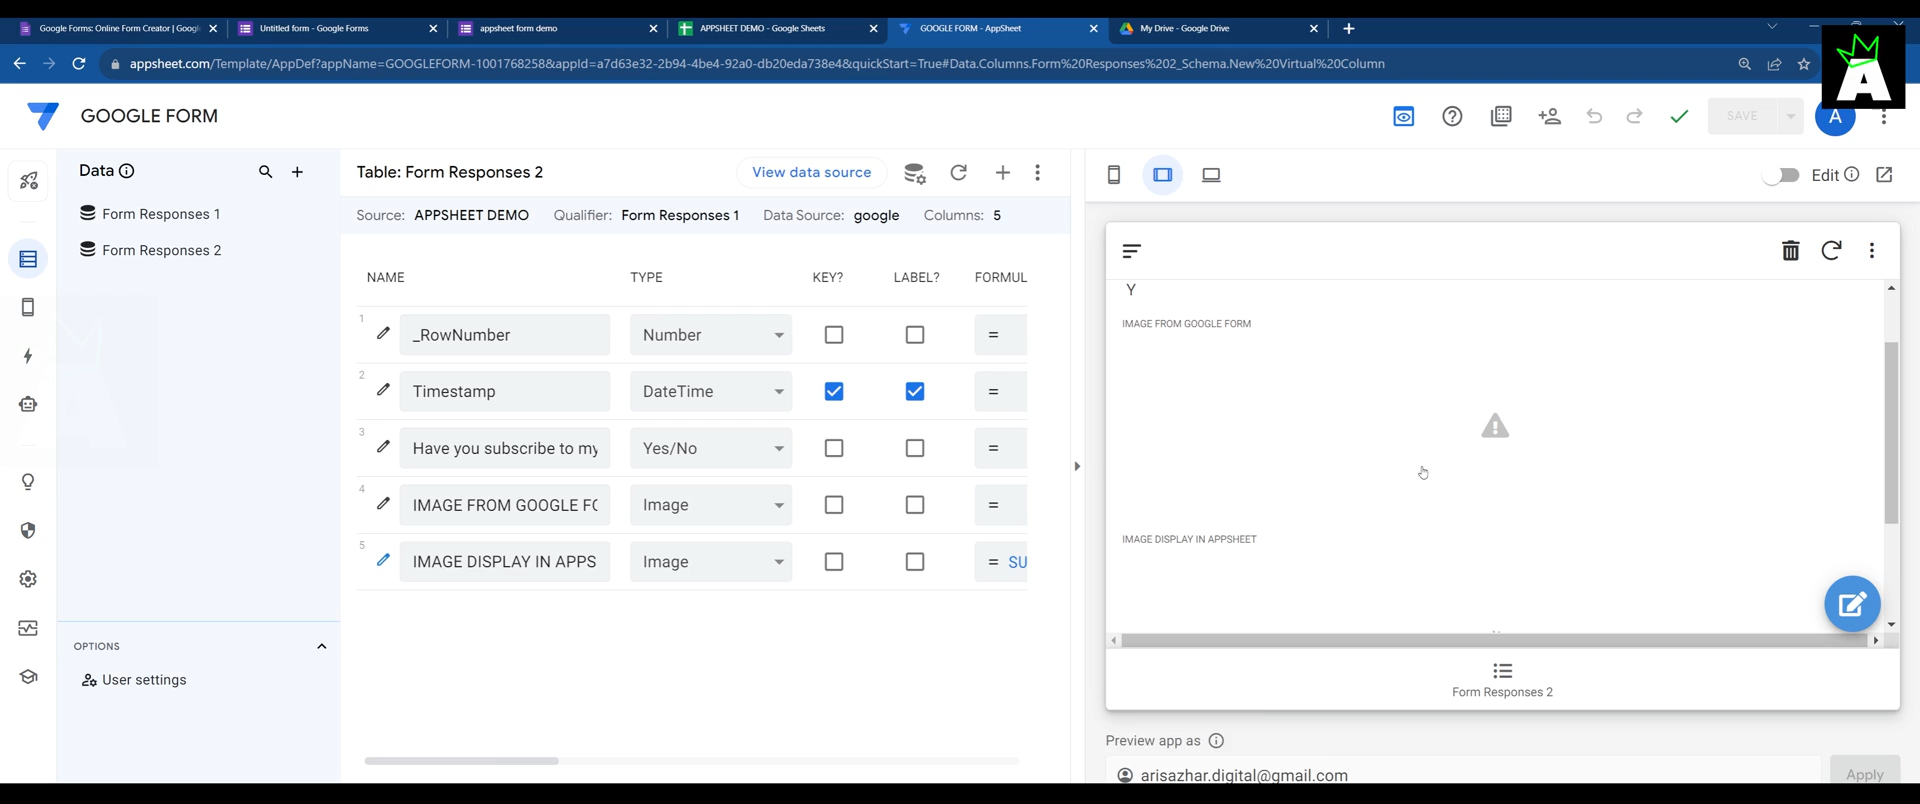 Google Forms: Online Form Creator | Googl
Untitled form - Google Forms
appsheet form demo
APPSHEET DEMO - Google Sheets
GOOGLE FORM - AppSheet
My Drive - Google Drive
appsheet.com/Template/AppDef?appName=GOOGLEFORM-1001768258&appId=a7d63e32-2b94-4be4-92a0-db20eda738e4&quickStart=True#Data.Columns.Form%20Responses%202_Schema.New%20Virtual%20Column
A
GOOGLE FORM
SAVE
A
Data
Form Responses 1
Form Responses 2
OPTIONS
User settings
Table: Form Responses 2
View data source
Source: APPSHEET DEMO Qualifier: Form Responses 1 Data Source: google Columns: 5
NAME TYPE KEY? LABEL? FORMUL
1 _RowNumber Number =
2 Timestamp DateTime =
3 Have you subscribe to my Yes/No =
4 IMAGE FROM GOOGLE FO Image =
5 IMAGE DISPLAY IN APPS Image = SU
Edit
Y
IMAGE FROM GOOGLE FORM
IMAGE DISPLAY IN APPSHEET
Form Responses 2
Preview app as
arisazhar.digital@gmail.com
Apply